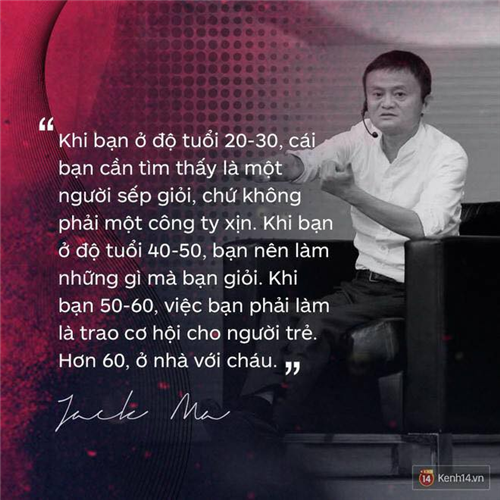 “
Khi bạn ở độ tuổi 20-30, cái
bạn cần tìm thấy là một
người sếp giỏi, chứ không
phải một công ty xịn. Khi bạn
ở độ tuổi 40-50, bạn nên làm
những gì mà bạn giỏi. Khi
bạn 50-60, việc bạn phải làm
là trao cơ hội cho người trẻ.
Hơn 60, ở nhà với cháu. „
Jack Ma
14 Kenh14.vn